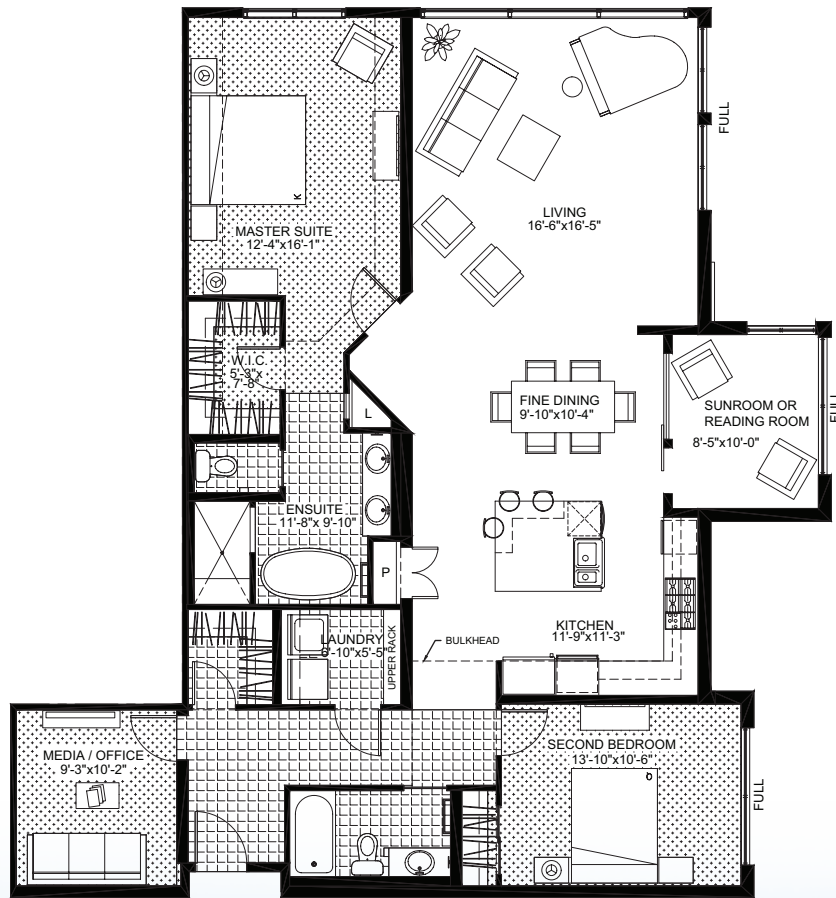 FULL
LIVING
16'-6"x16'-5"
K
MASTER SUITE
12'-4"x16'-1"
W.I.C.
5'-3"x
7'-8"
L
FINE DINING
9'-10"x10'-4"
SUNROOM OR
READING ROOM
8'-5"x10'-0"
FULL
ENSUITE
11'-8"x 9'-10"
P
KITCHEN
11'-9"x11'-3"
BULKHEAD
LAUNDRY
6'-10"x5'-5"
UPPER RACK
MEDIA / OFFICE
9'-3"x10'-2"
SECOND BEDROOM
13'-10"x10'-6"
Q
FULL